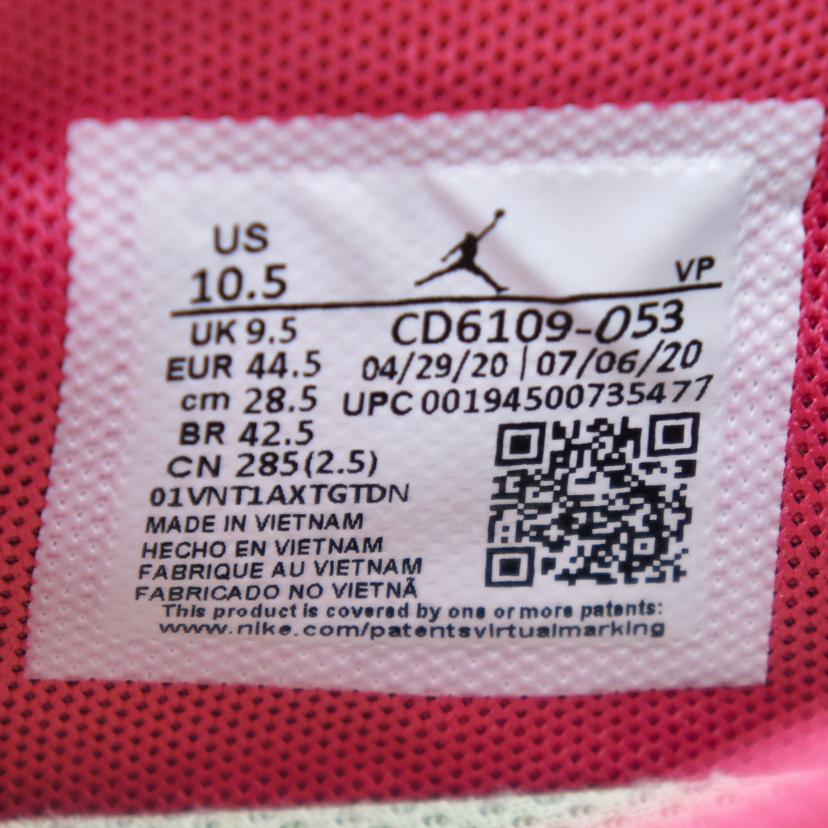 US
10.5
VP
UK 9.5
CD6109-053
EUR 44.5
04/29/20 | 07/06/20
cm 28.5
UPC 00194500735477
BR 42.5
CN 285(2.5)
01VNT1AXTGTDN
MADE IN VIETNAM
HECHO EN VIETNAM
FABRIQUE AU VIETNAM
FABRICADO NO VIETNÃ
This product is covered by one or more patents:
www.nike.com/patentsvirtualmarking